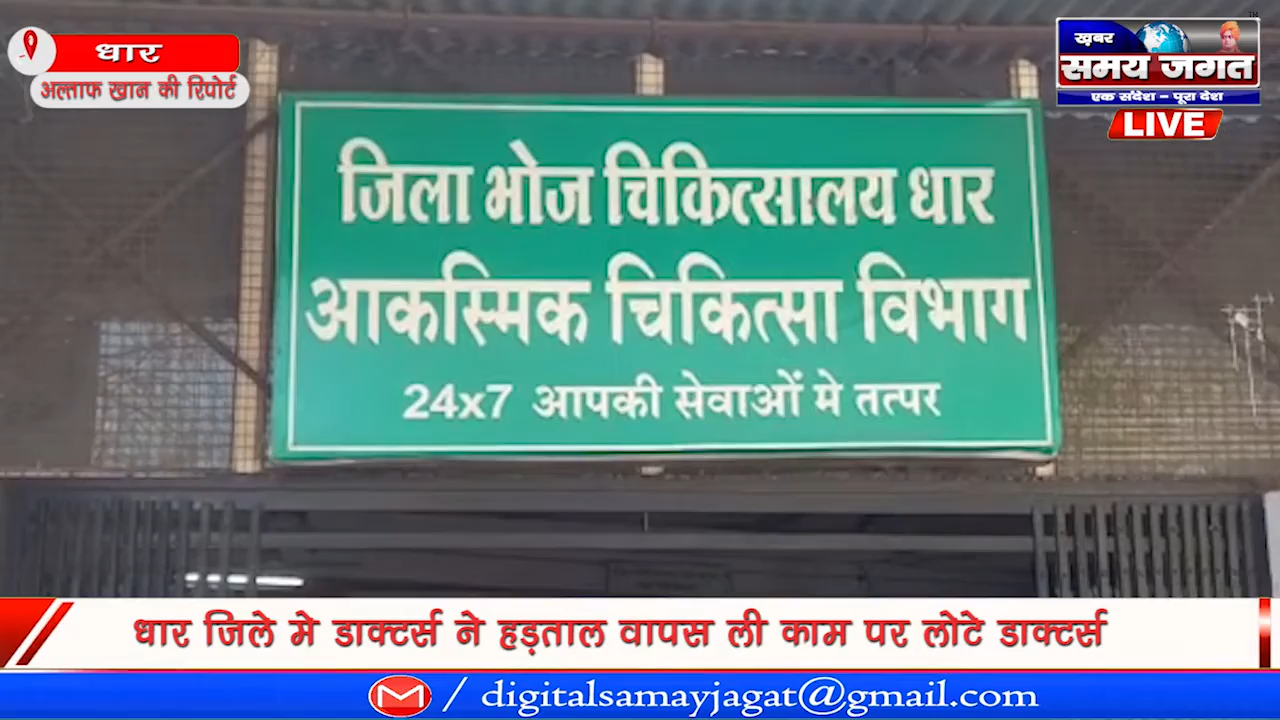 धार
अल्ताफ खान की रिपोर्ट
ख़बर
समय जगत
एक संदेश - पूरा देश
LIVE
जिला भोज चिकित्सालय धार
आकस्मिक चिकित्सा विभाग
24x7 आपकी सेवाओं मे तत्पर
धार जिले मे डाक्टर्स ने हड़ताल वापस ली काम पर लोटे डाक्टर्स
/ digitalsamayjagat@gmail.com